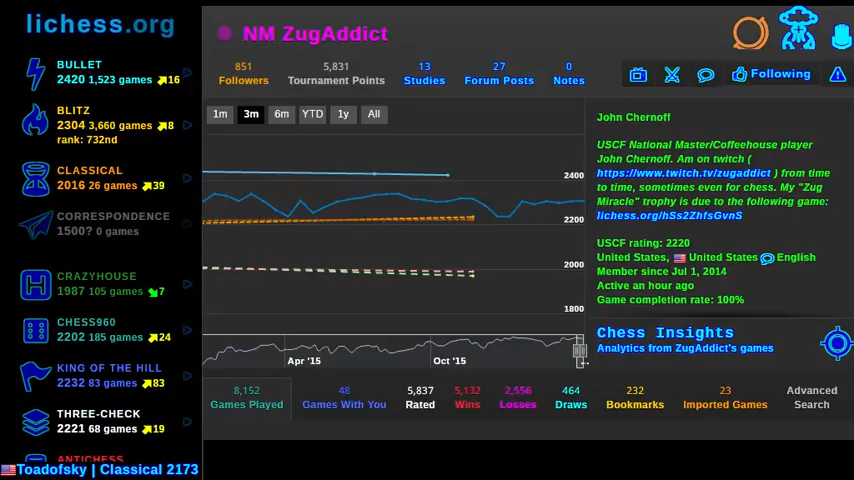 lichess.org
BULLET
2420 1,523 games 16
BLITZ
2304 3,660 games 8
rank: 732nd
CLASSICAL
2016 26 games 39
CORRESPONDENCE
1500? 0 games
CRAZYHOUSE
1987 105 games 7
CHESS960
2202 185 games 24
KING OF THE HILL
2232 83 games 83
THREE-CHECK
2221 68 games 19
ANTICHESS
Toadofsky | Classical 2173
NM ZugAddict
851
Followers
5,831
Tournament Points
13
Studies
27
Forum Posts
0
Notes
Following
1m 3m 6m YTD 1y All
2400
2200
2000
1800
Apr '15
Oct '15
John Chernoff
USCF National Master/Coffeehouse player
John Chernoff. Am on twitch (
https://www.twitch.tv/zugaddict ) from time
to time, sometimes even for chess. My "Zug
Miracle" trophy is due to the following game:
lichess.org/hSs2ZhfsGvnS
USCF rating: 2220
United States, United States English
Member since Jul 1, 2014
Active an hour ago
Game completion rate: 100%
Chess Insights
Analytics from ZugAddict's games
8,152
Games Played
48
Games With You
5,837
Rated
5,132
Wins
2,556
Losses
464
Draws
232
Bookmarks
23
Imported Games
Advanced
Search